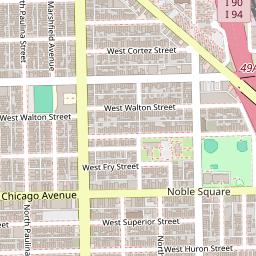 I 90
I 94
49A
North Paulina Street
Marshfield Avenue
West Cortez Street
West Walton Street
West Walton Street
West Fry Street
Chicago Avenue
Noble Square
West Superior Street
North Paulina
North
West Huron Street